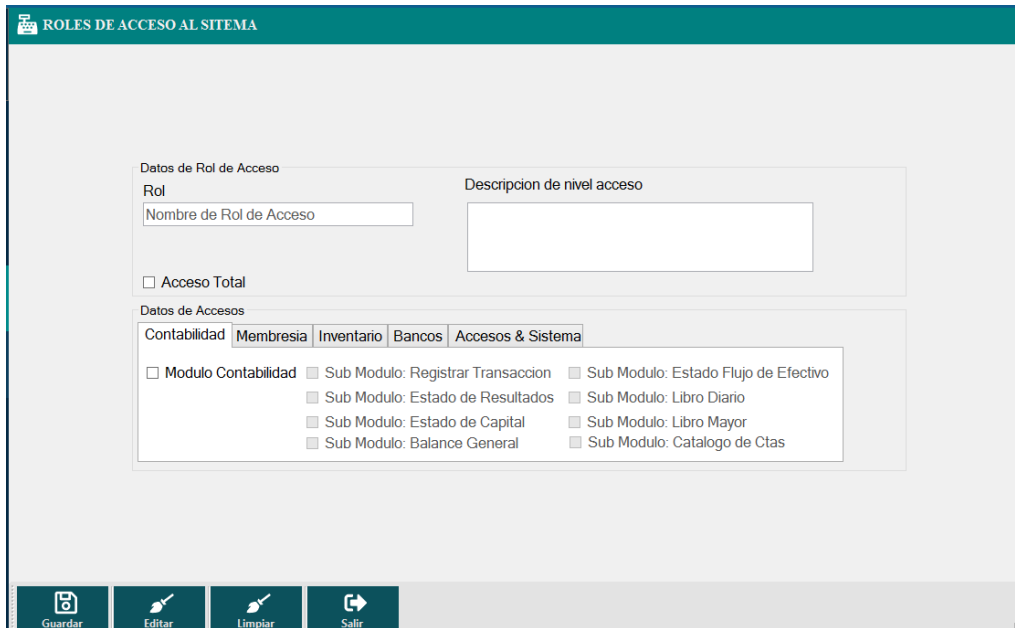 ROLES DE ACCESO AL SITEMA
Datos de Rol de Acceso
Rol
Descripcion de nivel acceso
Nombre de Rol de Acceso
Acceso Total
Datos de Accesos
Contabilidad Membresia Inventario Bancos Accesos & Sistema
Modulo Contabilidad Sub Modulo: Registrar Transaccion Sub Modulo: Estado Flujo de Efectivo
Sub Modulo: Estado de Resultados Sub Modulo: Libro Diario
Sub Modulo: Estado de Capital Sub Modulo: Libro Mayor
Sub Modulo: Balance General Sub Modulo: Catalogo de Ctas
Guardar Editar Limpiar Salir